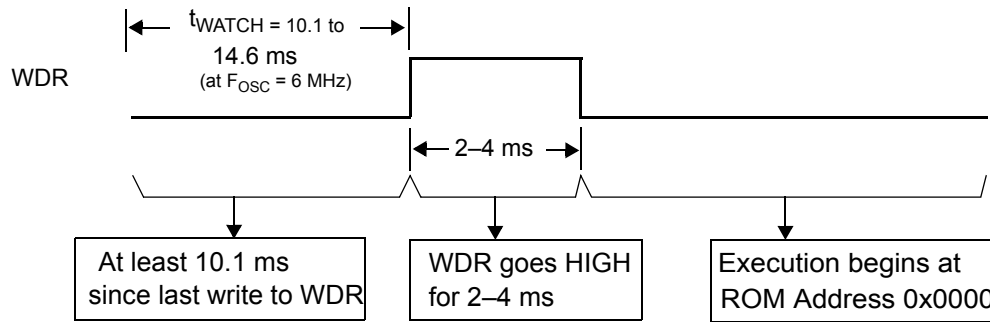 tWATCH = 10.1 to
14.6 ms
(at FOSC = 6 MHz)
WDR
2–4 ms
At least 10.1 ms
since last write to WDR
WDR goes HIGH
for 2–4 ms
Execution begins at
ROM Address 0x0000